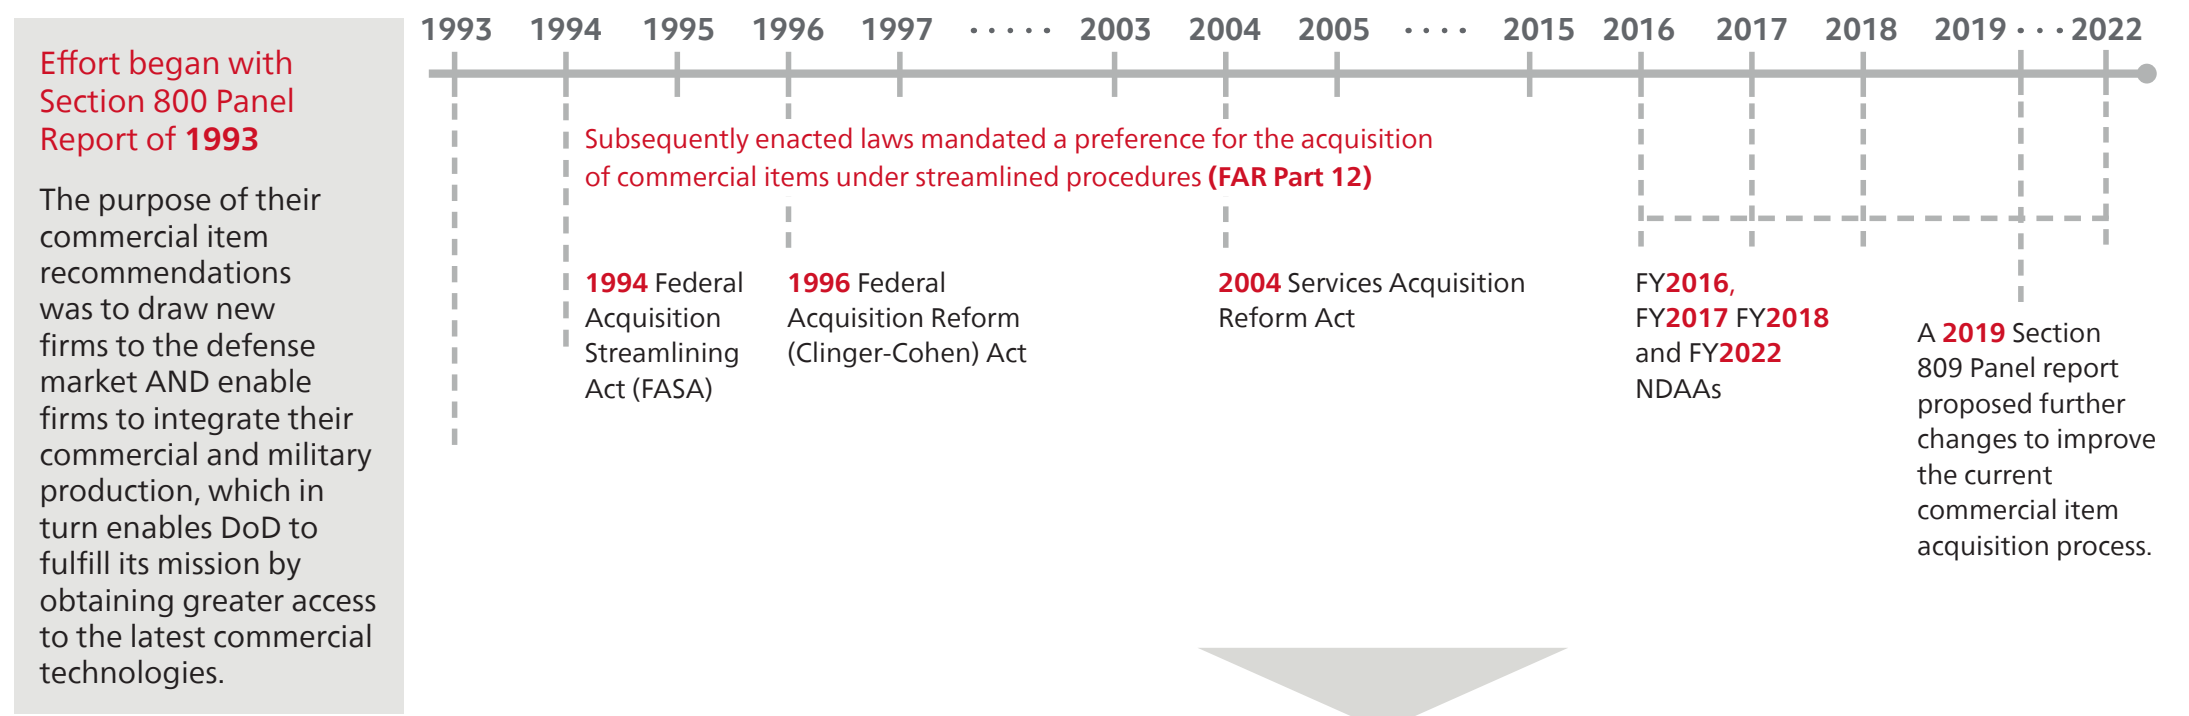 1993 1994 1995 1996 1997 ..... 2003 2004 2005 .... 2015 2016 2017 2018 2019 ... 2022
Effort began with
Section 800 Panel
Report of 1993
The purpose of their
commercial item
recommendations
was to draw new
firms to the defense
market AND enable
firms to integrate their
commercial and military
production, which in
turn enables DoD to
fulfill its mission by
obtaining greater access
to the latest commercial
technologies.
Subsequently enacted laws mandated a preference for the acquisition
of commercial items under streamlined procedures (FAR Part 12)
1994 Federal
Acquisition
Streamlining
Act (FASA)
1996 Federal
Acquisition Reform
(Clinger-Cohen) Act
2004 Services Acquisition
Reform Act
FY2016,
FY2017 FY2018
and FY2022
NDAAs
A 2019 Section
809 Panel report
proposed further
changes to improve
the current
commercial item
acquisition process.